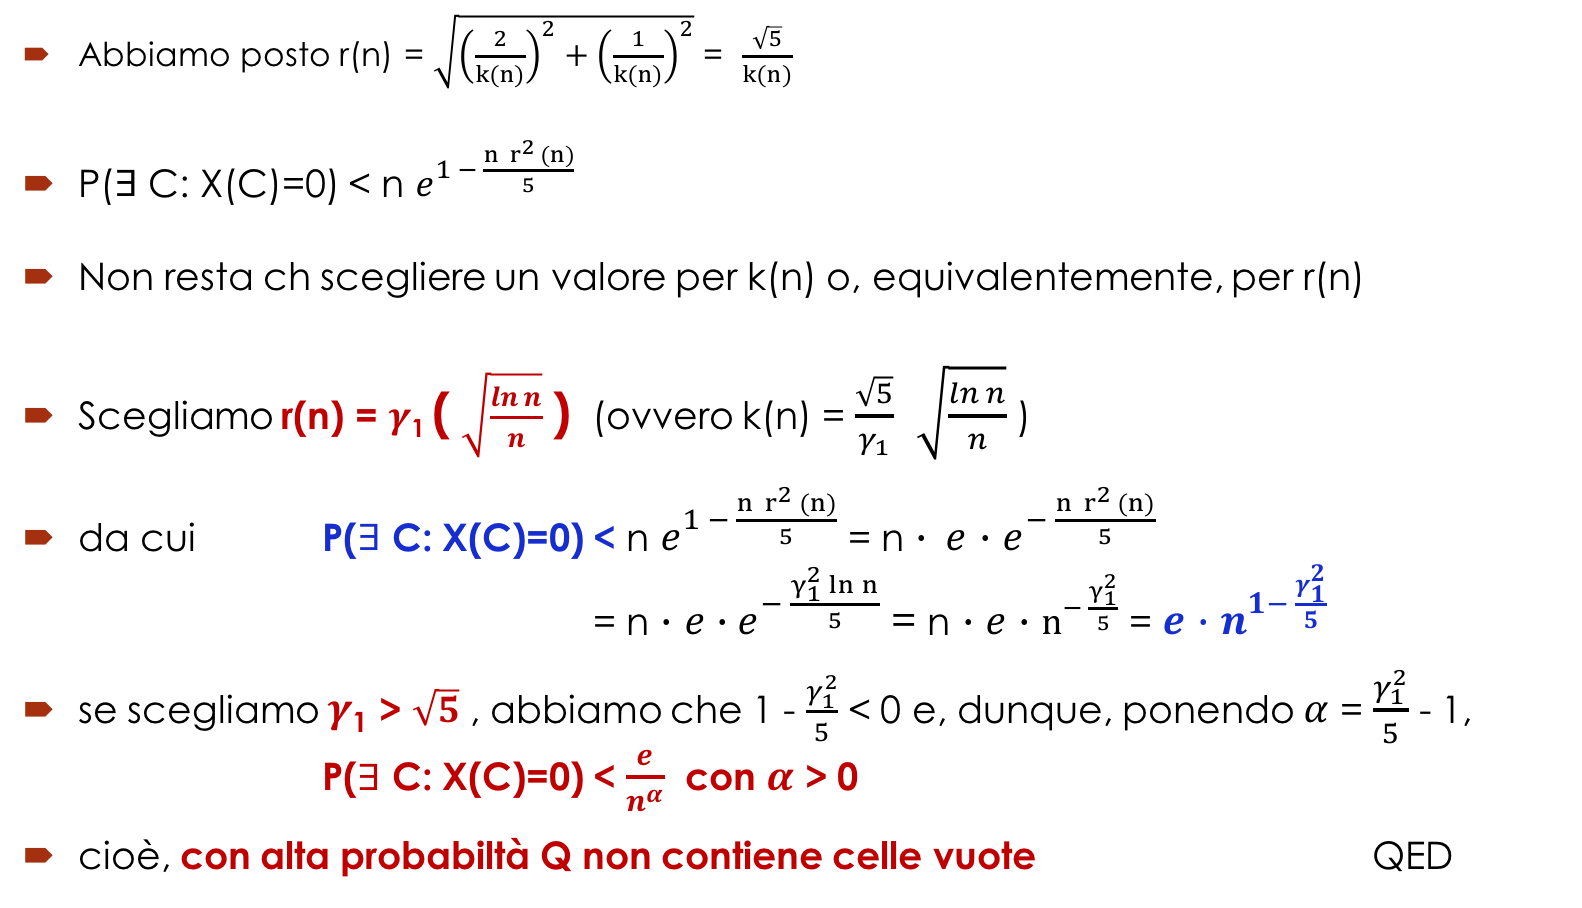 Abbiamo posto r(n) = √((2/k(n))² + (1/k(n))²) = √5/k(n)
P(∃ C: X(C)=0) < n e^(1 − n r²(n)/5)
Non resta ch scegliere un valore per k(n) o, equivalentemente, per r(n)
Scegliamo r(n) = γ₁ ( √(ln n/n) ) (ovvero k(n) = √5/γ₁ √(ln n/n) )
da cui P(∃ C: X(C)=0) < n e^(1 − n r²(n)/5) = n · e · e^(− n r²(n)/5)
= n · e · e^(− γ₁² ln n/5) = n · e · n^(− γ₁²/5) = e · n^(1− γ₁²/5)
se scegliamo γ₁ > √5 , abbiamo che 1 - γ₁²/5 < 0 e, dunque, ponendo α = γ₁²/5 - 1,
P(∃ C: X(C)=0) < e/n^α con α > 0
cioè, con alta probabiltà Q non contiene celle vuote QED